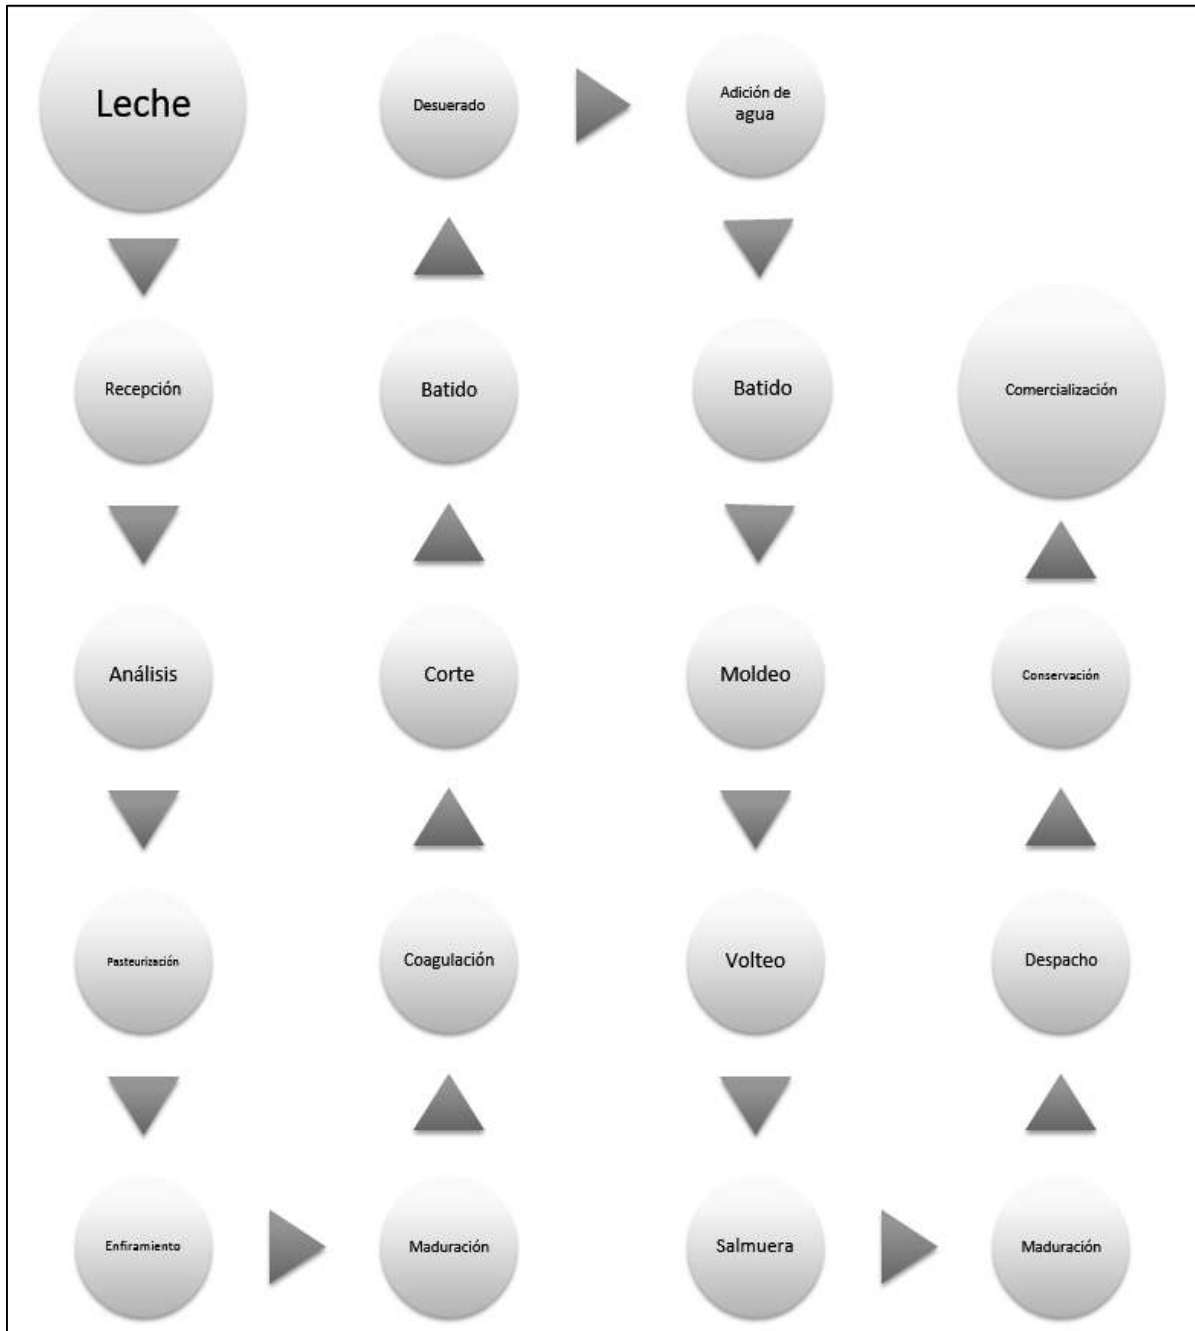 Leche
Recepción
Análisis
Pasteurización
Enfiramiento
Maduración
Coagulación
Corte
Batido
Desuerado
Adición de
agua
Batido
Moldeo
Volteo
Salmuera
Maduración
Despacho
Conservación
Comercialización